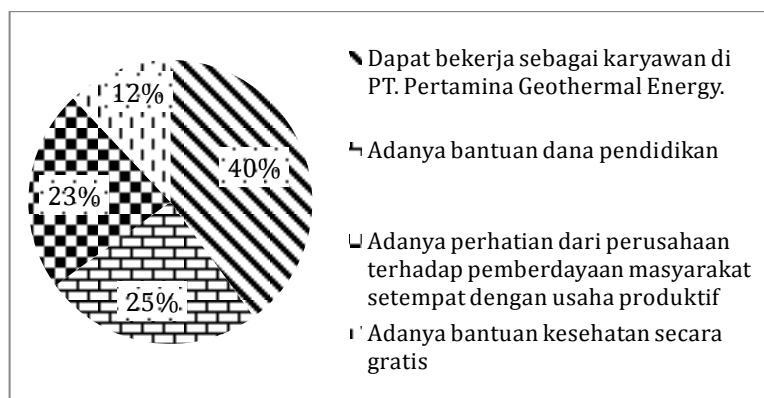 12%
40%
23%
25%
Dapat bekerja sebagai karyawan di
PT. Pertamina Geothermal Energy.
Adanya bantuan dana pendidikan
Adanya perhatian dari perusahaan
terhadap pemberdayaan masyarakat
setempat dengan usaha produktif
Adanya bantuan kesehatan secara
gratis